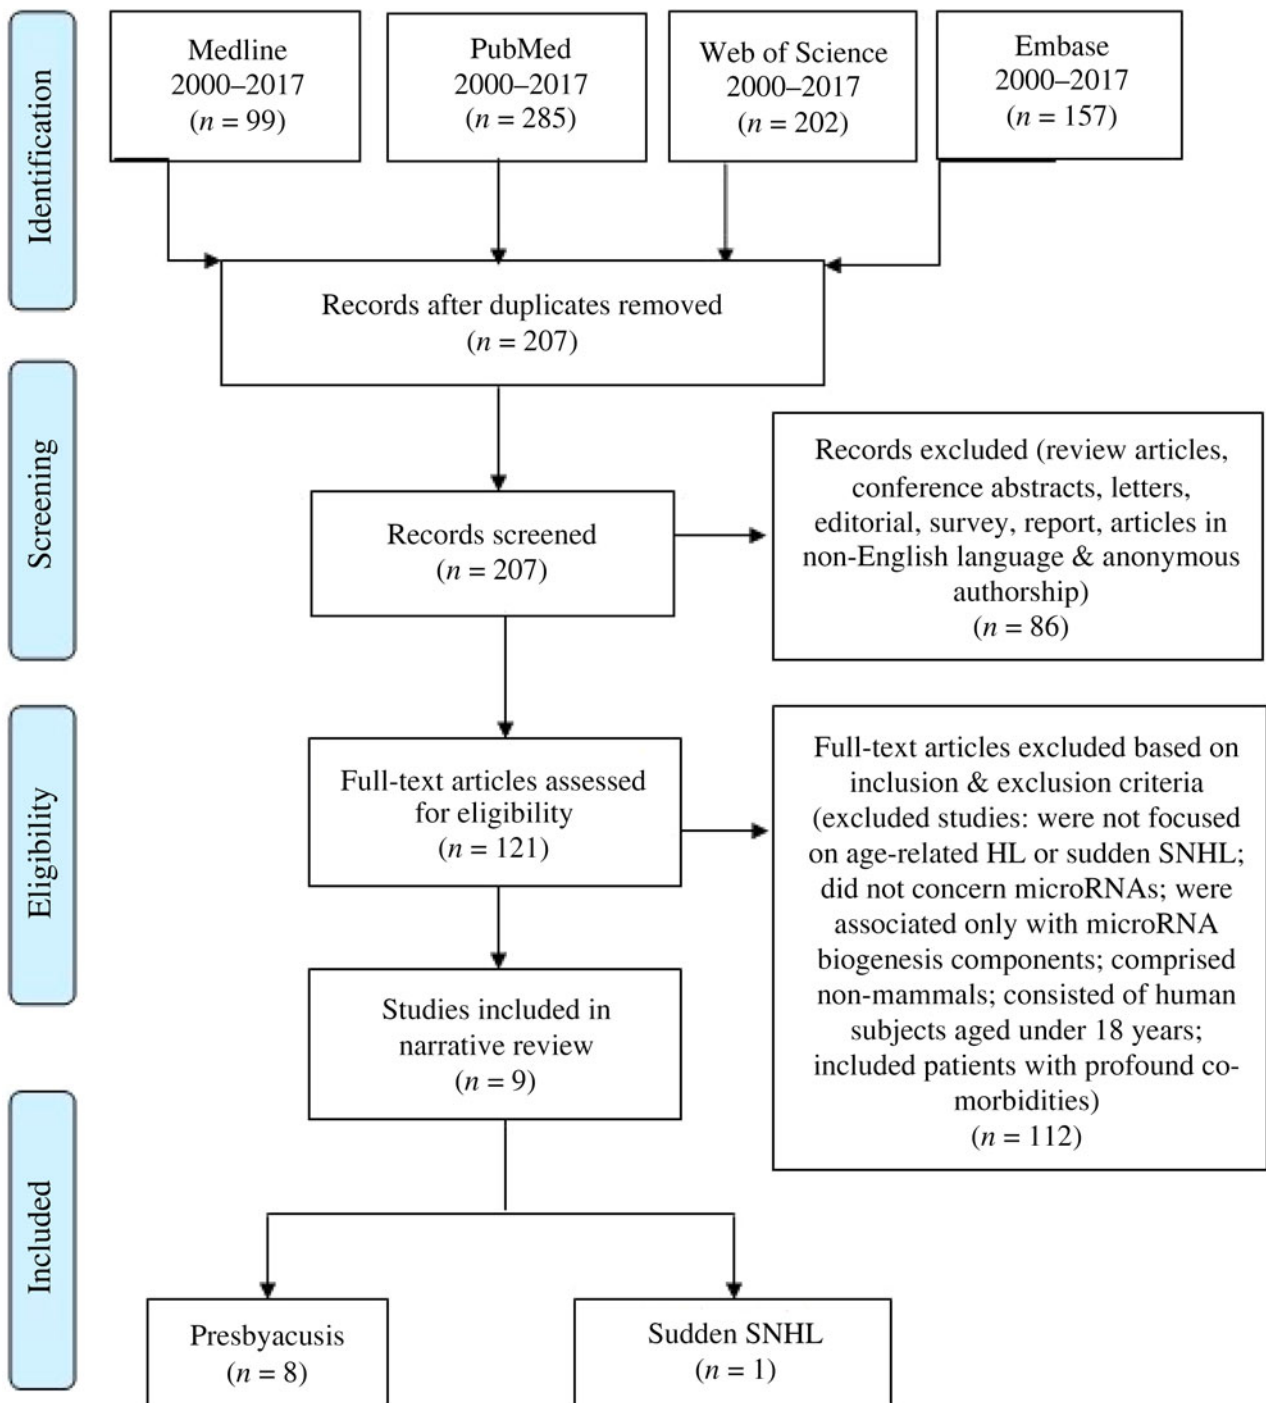 Identification
Medline
2000–2017
(n = 99)
PubMed
2000–2017
(n = 285)
Web of Science
2000–2017
(n = 202)
Embase
2000–2017
(n = 157)
Records after duplicates removed
(n = 207)
Screening
Records screened
(n = 207)
Records excluded (review articles,
conference abstracts, letters,
editorial, survey, report, articles in
non-English language & anonymous
authorship)
(n = 86)
Eligibility
Full-text articles assessed
for eligibility
(n = 121)
Full-text articles excluded based on
inclusion & exclusion criteria
(excluded studies: were not focused
on age-related HL or sudden SNHL;
did not concern microRNAs; were
associated only with microRNA
biogenesis components; comprised
non-mammals; consisted of human
subjects aged under 18 years;
included patients with profound co-
morbidities)
(n = 112)
Studies included in
narrative review
(n = 9)
Included
Presbyacusis
(n = 8)
Sudden SNHL
(n = 1)